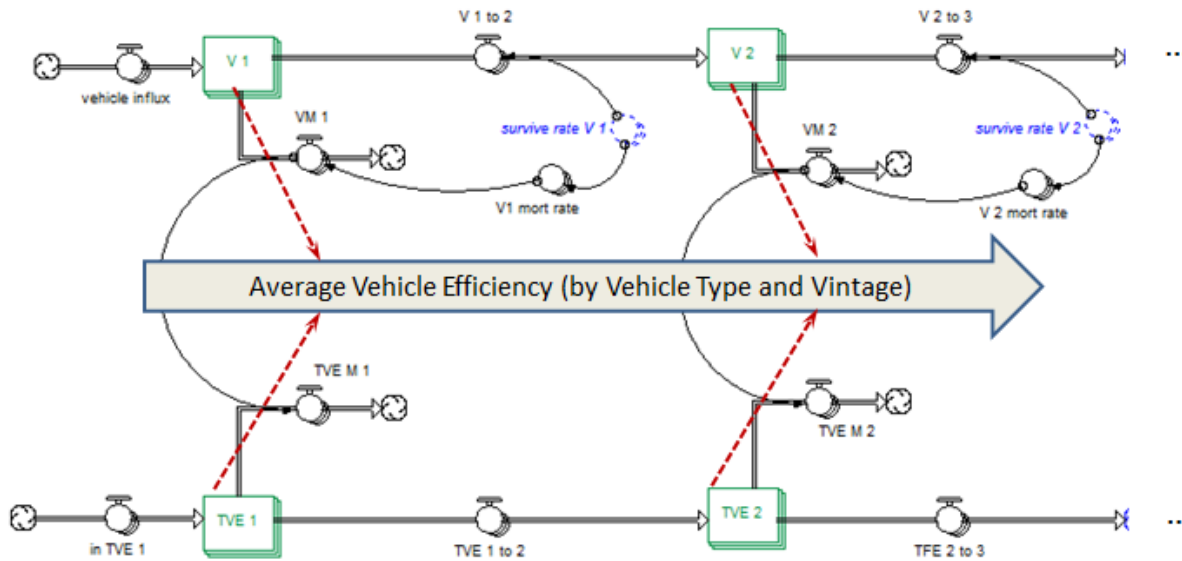 V 1 to 2
V 2 to 3
V 1
V 2
..
vehicle influx
VM 1
survive rate V 1
VM 2
survive rate V 2
V1 mort rate
V 2 mort rate
Average Vehicle Efficiency (by Vehicle Type and Vintage)
TVE M 1
TVE M 2
TVE 1
TVE 2
..
in TVE 1
TVE 1 to 2
TFE 2 to 3